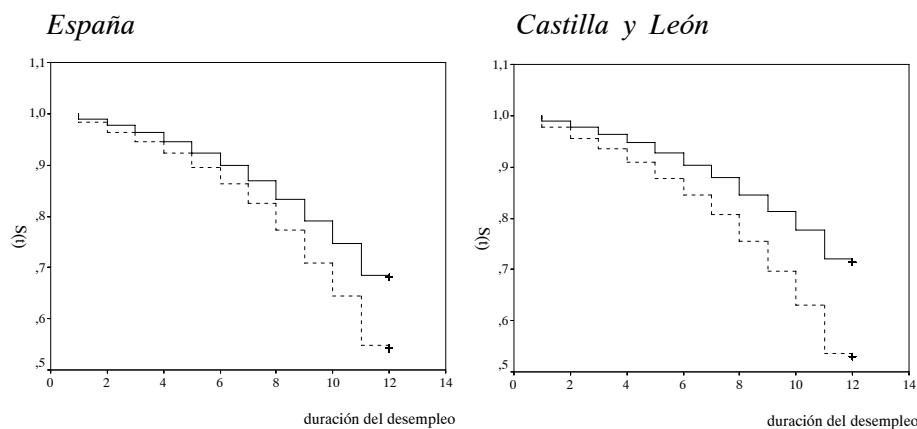 España
Castilla y León
1,1
1,0
,9
,8
,7
,6
,5
S(t)
0 2 4 6 8 10 12 14
duración del desempleo
1,1
1,0
,9
,8
,7
,6
,5
S(t)
0 2 4 6 8 10 12 14
duración del desempleo